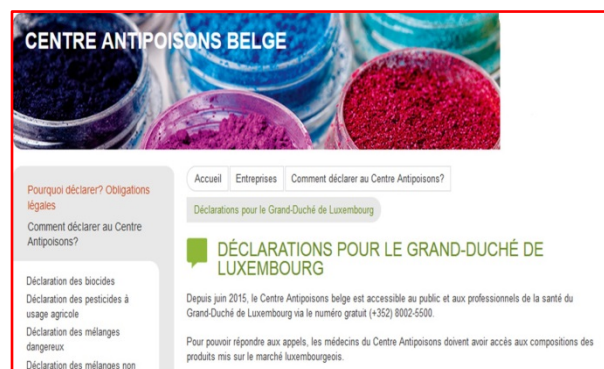 CENTRE ANTIPOISONS BELGE
Accueil
Entreprises
Comment déclarer au Centre Antipoisons?
Déclarations pour le Grand-Duché de Luxembourg
Pourquoi déclarer? Obligations
légales
Comment déclarer au Centre
Antipoisons?
Déclaration des biocides
Déclaration des pesticides à
usage agricole
Déclaration des mélanges
dangereux
Déclaration des mélanges non
DÉCLARATIONS POUR LE GRAND-DUCHÉ DE
LUXEMBOURG
Depuis juin 2015, le Centre Antipoisons belge est accessible au public et aux professionnels de la santé du
Grand-Duché de Luxembourg via le numéro gratuit (+352) 8002-5500.
Pour pouvoir répondre aux appels, les médecins du Centre Antipoisons doivent avoir accès aux compositions des
produits mis sur le marché luxembourgeois.